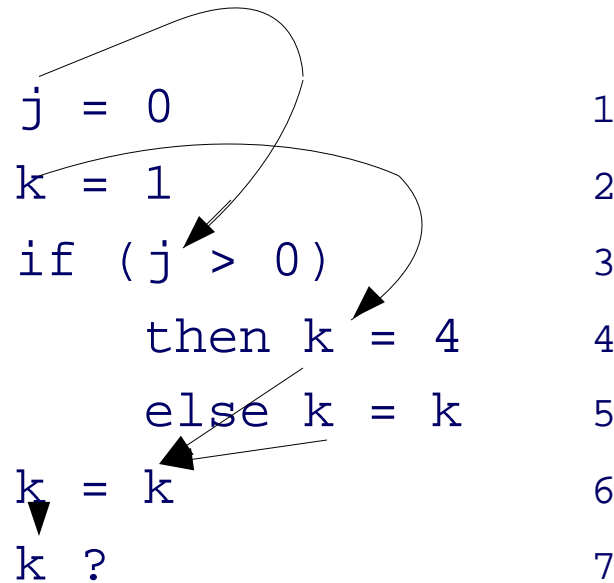 j = 0 1
k = 1 2
if (j > 0) 3
then k = 4 4
else k = k 5
k = k 6
k ? 7